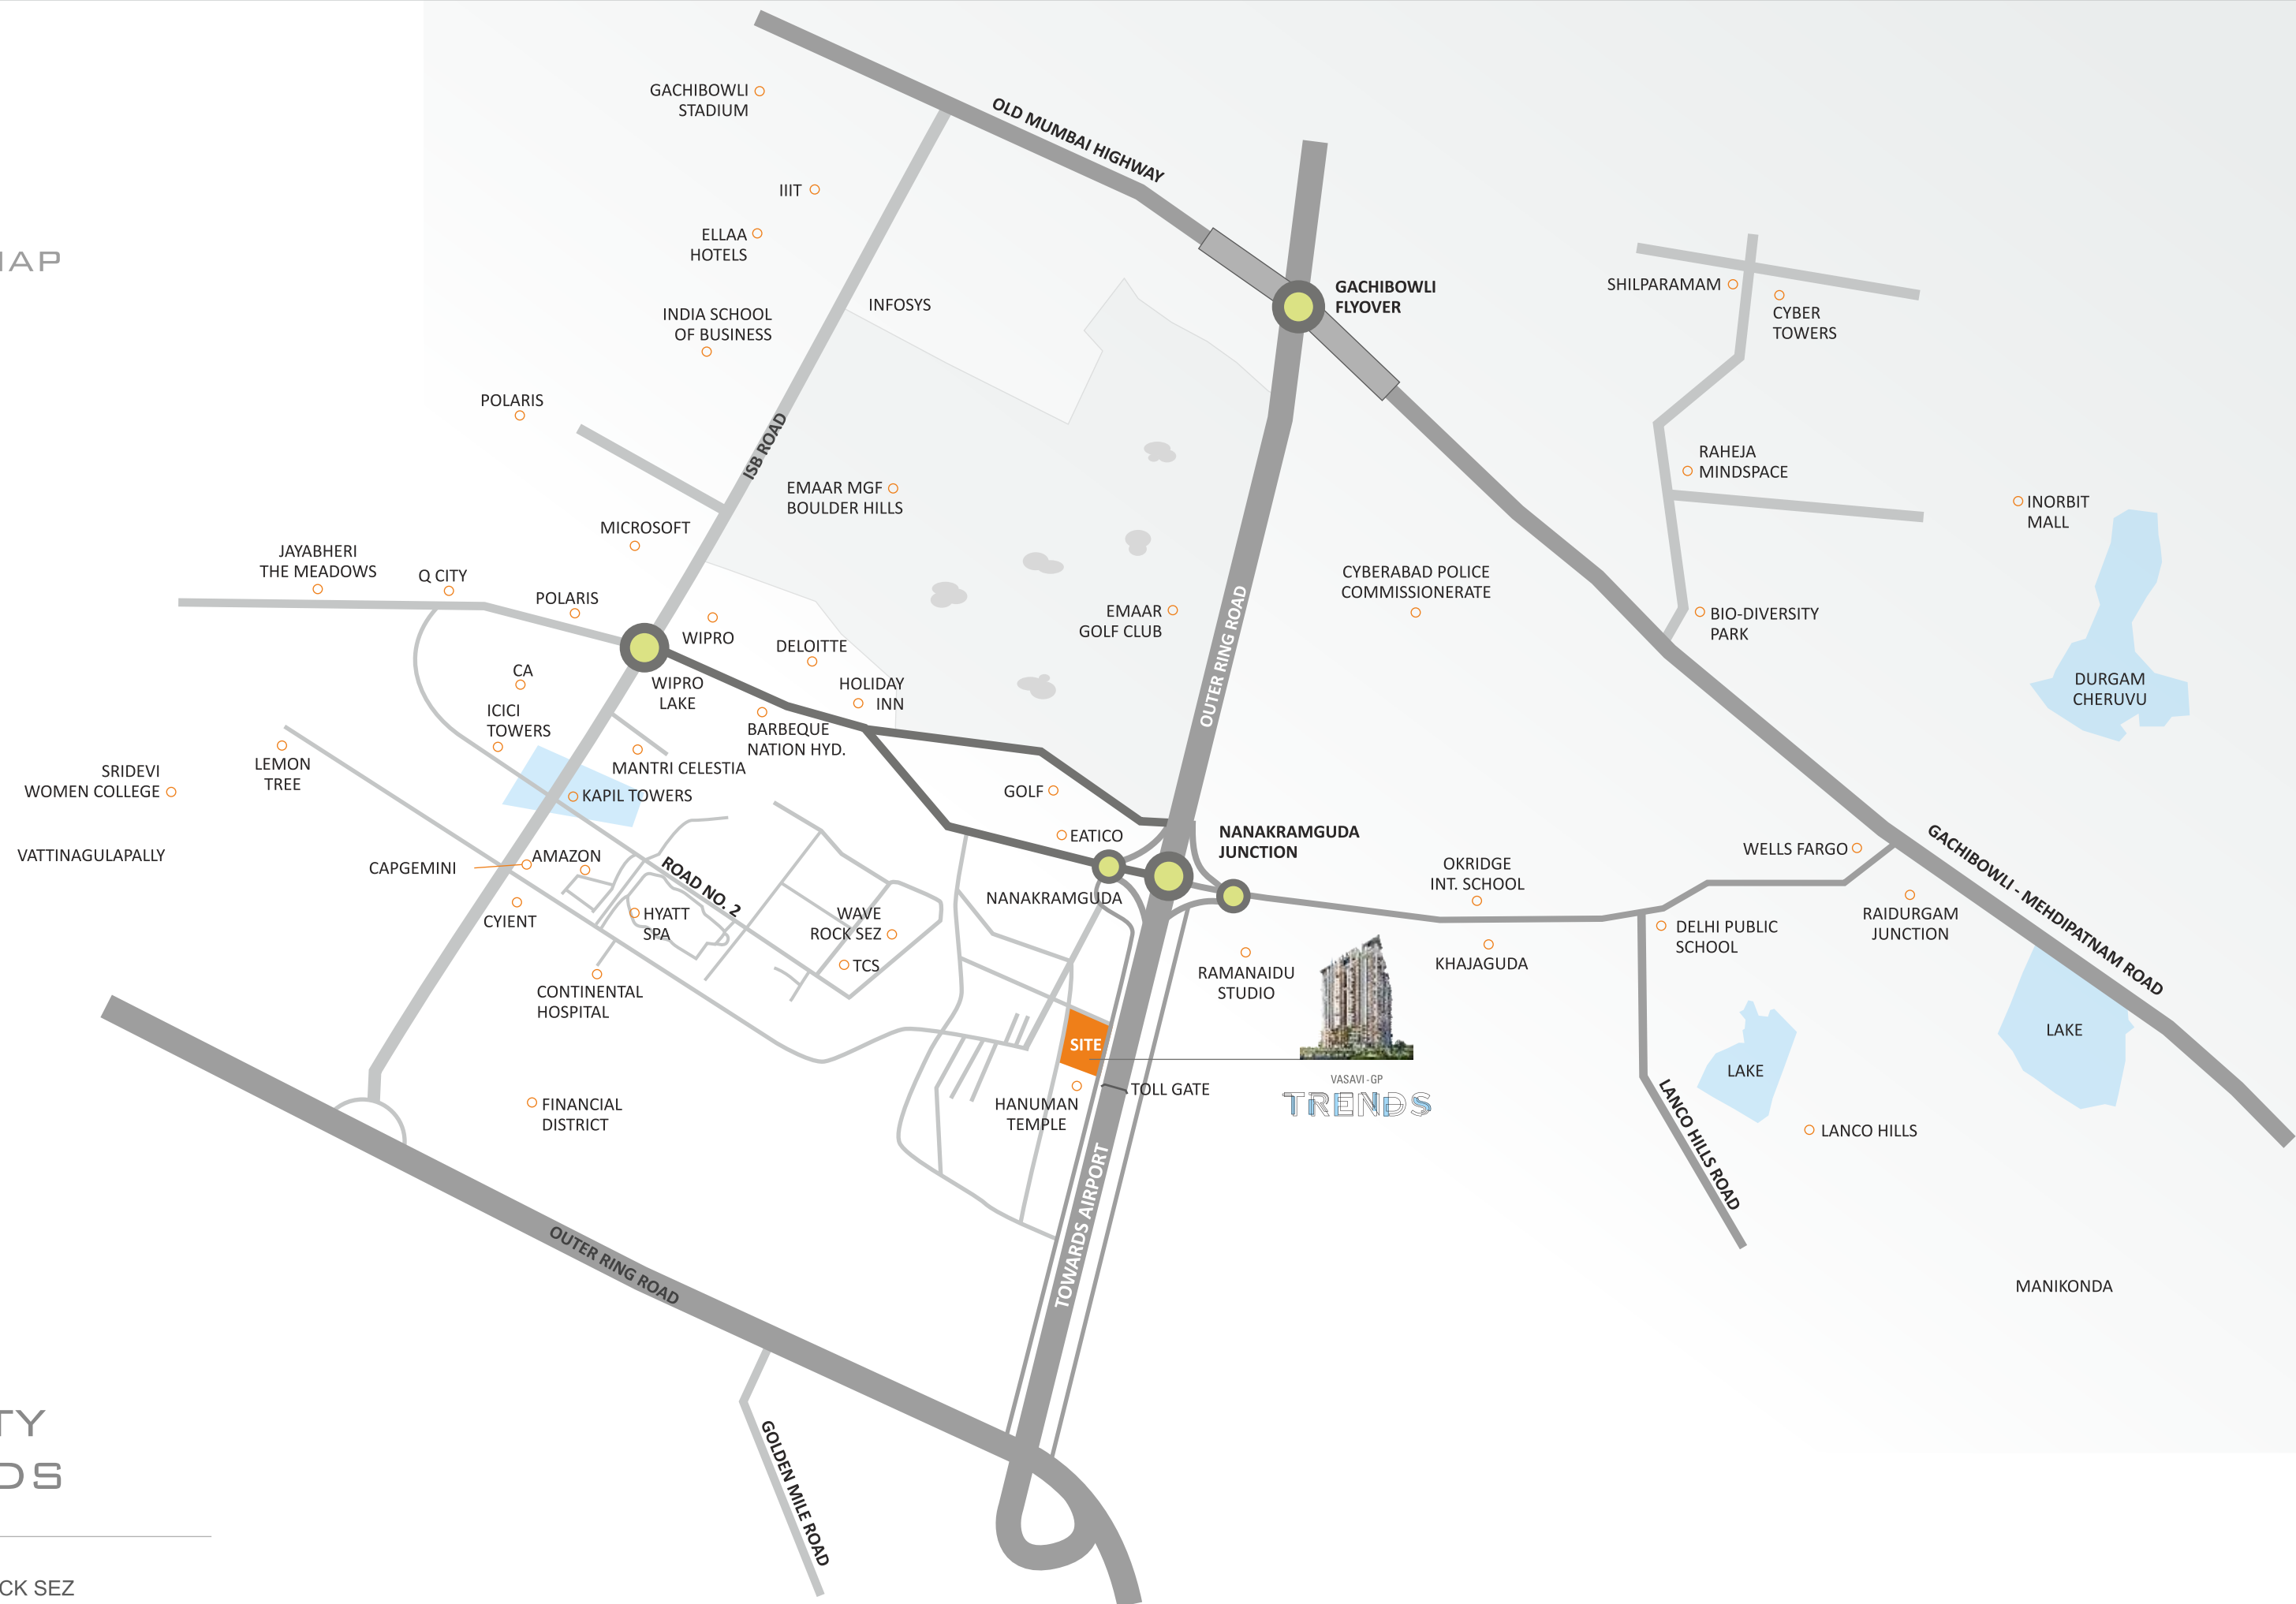 OLD MUMBAI HIGHWAY
GACHIBOWLI
STADIUM
IIIT
ELLAA
HOTELS
INDIA SCHOOL
OF BUSINESS
INFOSYS
GACHIBOWLI
FLYOVER
SHILPARAMAM
CYBER
TOWERS
POLARIS
ISB ROAD
EMAAR MGF
BOULDER HILLS
RAHEJA
MINDSPACE
INORBIT
MALL
MICROSOFT
JAYABHERI
THE MEADOWS
Q CITY
POLARIS
WIPRO
DELOITTE
HOLIDAY
INN
EMAAR
GOLF CLUB
OUTER RING ROAD
CYBERABAD POLICE
COMMISSIONERATE
BIO-DIVERSITY
PARK
DURGAM
CHERUVU
CA
WIPRO
LAKE
ICICI
TOWERS
BARBEQUE
NATION HYD.
LEMON
TREE
MANTRI CELESTIA
SRIDEVI
WOMEN COLLEGE
KAPIL TOWERS
GOLF
EATICO
NANAKRAMGUDA
JUNCTION
VATTINAGULAPALLY
CAPGEMINI
AMAZON
ROAD NO. 2
NANAKRAMGUDA
OKRIDGE
INT. SCHOOL
WELLS FARGO
GACHIBOWLI - MEHDIPATNAM ROAD
CYIENT
HYATT
SPA
WAVE
ROCK SEZ
TCS
DELHI PUBLIC
SCHOOL
RAIDURGAM
JUNCTION
KHAJAGUDA
RAMANAIDU
STUDIO
CONTINENTAL
HOSPITAL
SITE
LAKE
LAKE
VASAVI - GP
TRENDS
TOLL GATE
HANUMAN
TEMPLE
FINANCIAL
DISTRICT
LANCO HILLS ROAD
LANCO HILLS
TOWARDS AIRPORT
OUTER RING ROAD
MANIKONDA
GOLDEN MILE ROAD
TY
DS
CK SEZ